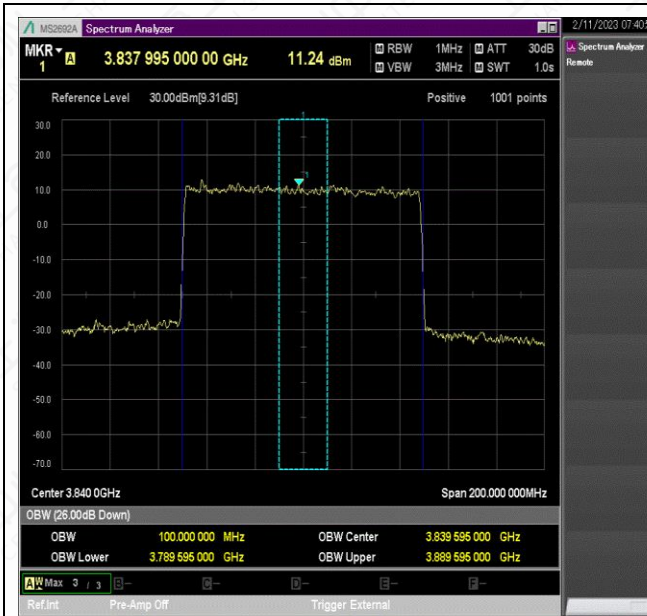 MS2692A Spectrum Analyzer 2/11/2023 07:40:
MKR 1 A 3.837 995 000 00 GHz 11.24 dBm M RBW 1MHz M ATT 30dB
M VBW 3MHz M SWT 1.0s
Spectrum Analyzer
Remote
Reference Level 30.00dBm[9.31dB] Positive 1001 points
30.0
20.0
10.0
0.0
-10.0
-20.0
-30.0
-40.0
-50.0
-60.0
-70.0
1
Center 3.840 0GHz Span 200.000 000MHz
OBW (26.00dB Down)
OBW 100.000 000 MHz OBW Center 3.839 595 000 GHz
OBW Lower 3.789 595 000 GHz OBW Upper 3.889 595 000 GHz
A W Max 3 / 3 B- C- D- E- F-
Ref.Int Pre-Amp Off Trigger External